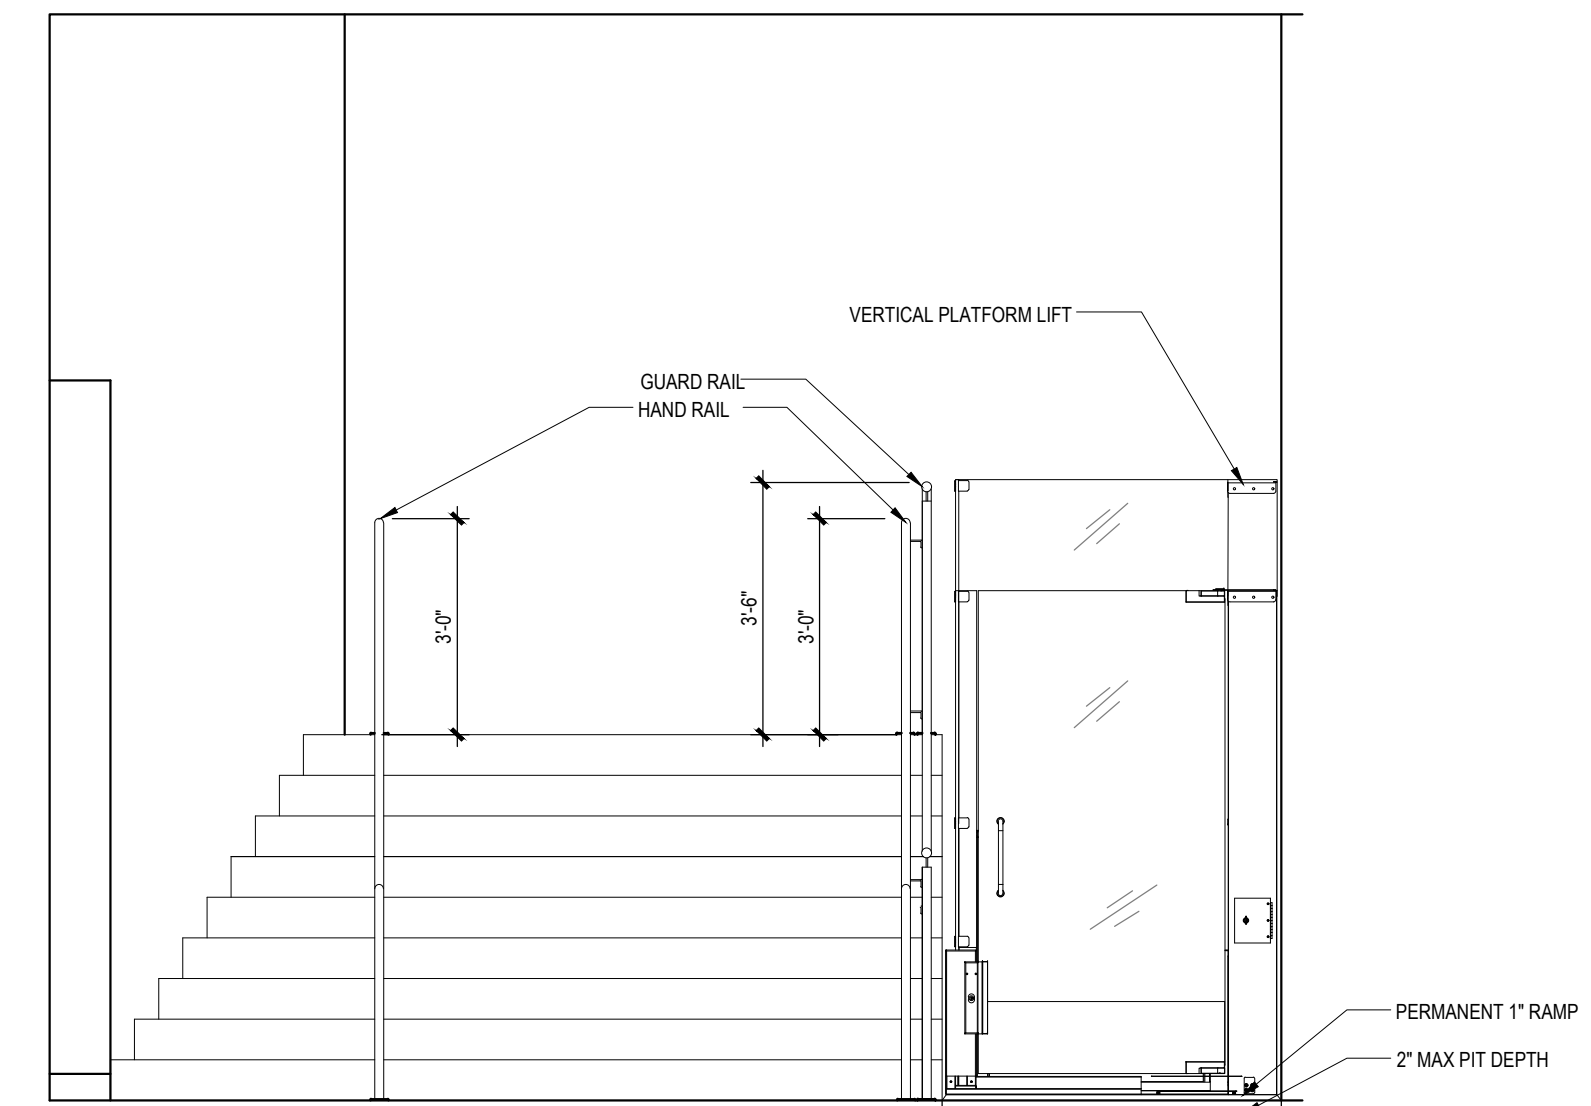 VERTICAL PLATFORM LIFT
GUARD RAIL
HAND RAIL
3'-0"
3'-6"
3'-0"
PERMANENT 1" RAMP
2" MAX PIT DEPTH